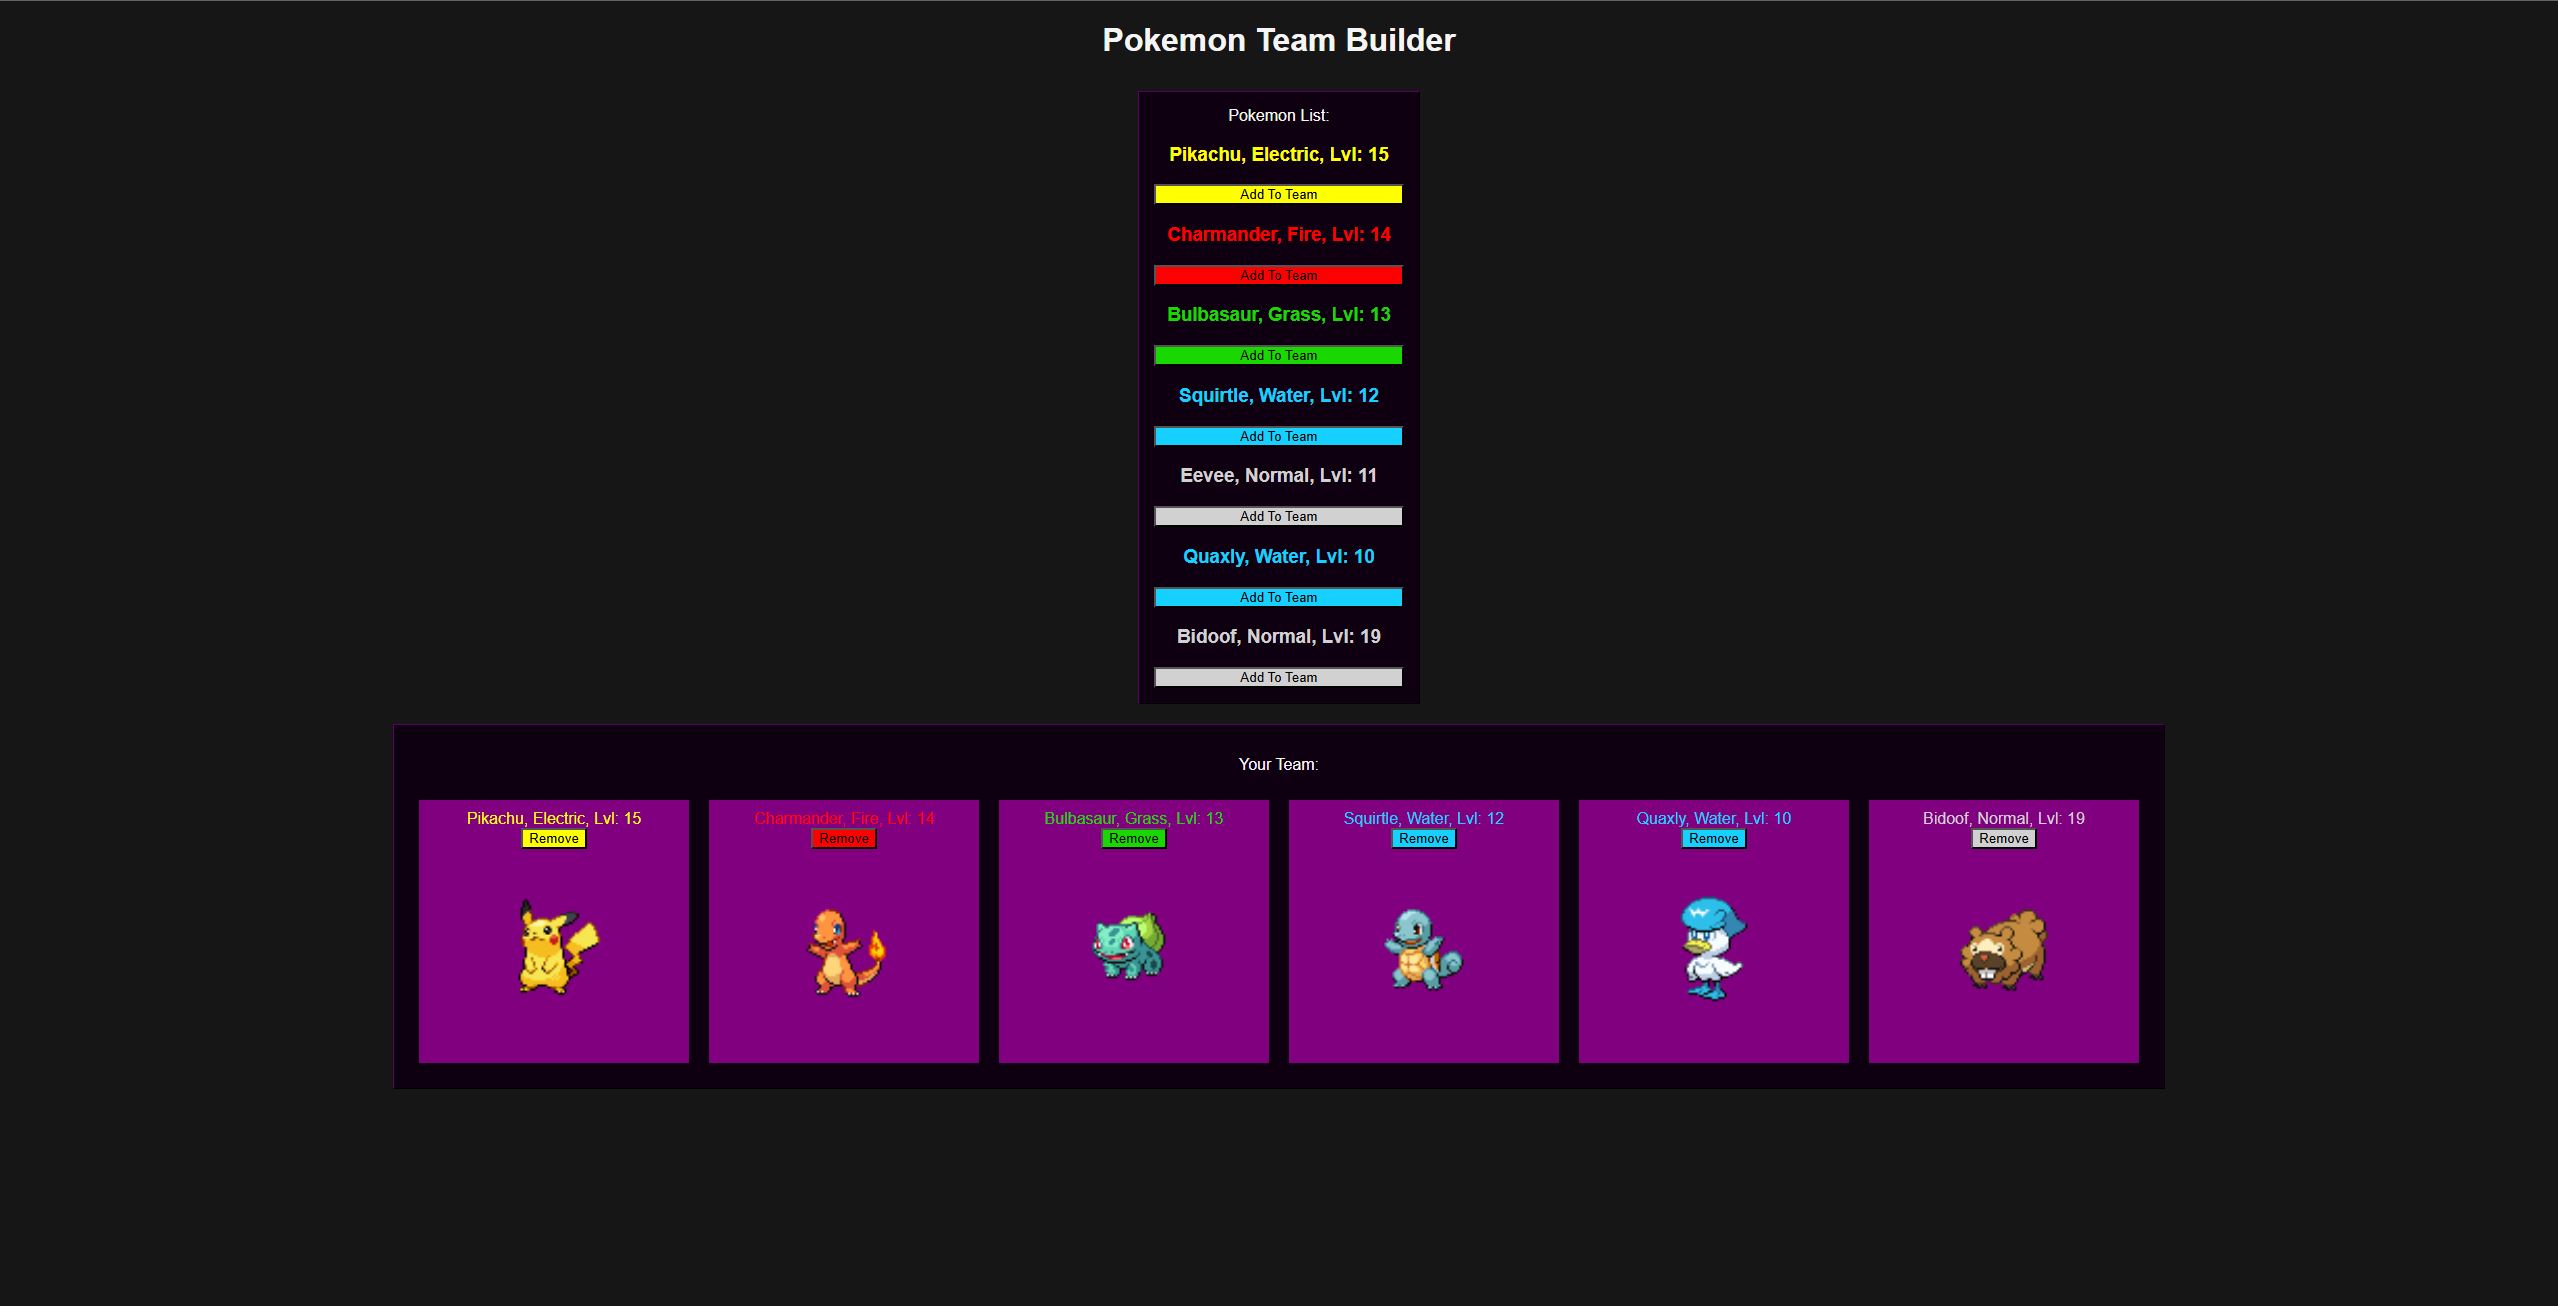 Pokemon Team Builder
Pokemon List:
Pikachu, Electric, Lvl: 15
Add To Team
Charmander, Fire, Lvl: 14
Add To Team
Bulbasaur, Grass, Lvl: 13
Add To Team
Squirtle, Water, Lvl: 12
Add To Team
Eevee, Normal, Lvl: 11
Add To Team
Quaxly, Water, Lvl: 10
Add To Team
Bidoof, Normal, Lvl: 19
Add To Team
Your Team:
Pikachu, Electric, Lvl: 15
Remove
Charmander, Fire, Lvl: 14
Remove
Bulbasaur, Grass, Lvl: 13
Remove
Squirtle, Water, Lvl: 12
Remove
Quaxly, Water, Lvl: 10
Remove
Bidoof, Normal, Lvl: 19
Remove